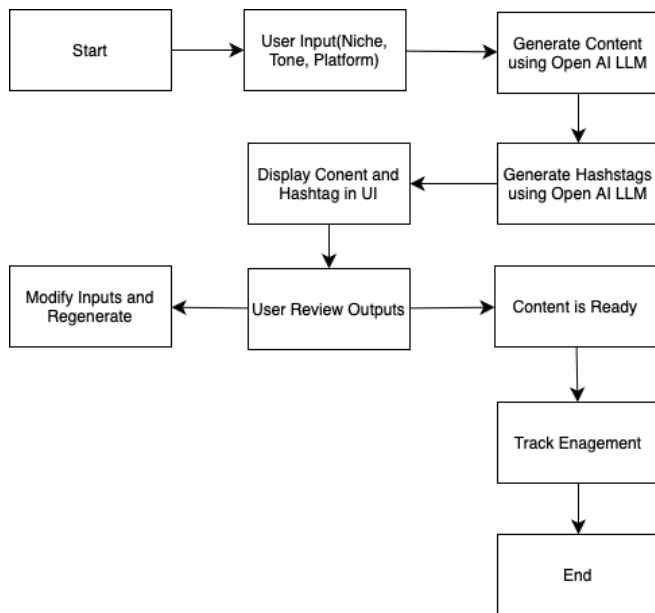 Start
User Input(Niche,
Tone, Platform)
Generate Content
using Open AI LLM
Generate Hashstags
using Open AI LLM
Display Conent and
Hashtag in UI
User Review Outputs
Modify Inputs and
Regenerate
Content is Ready
Track Enagement
End